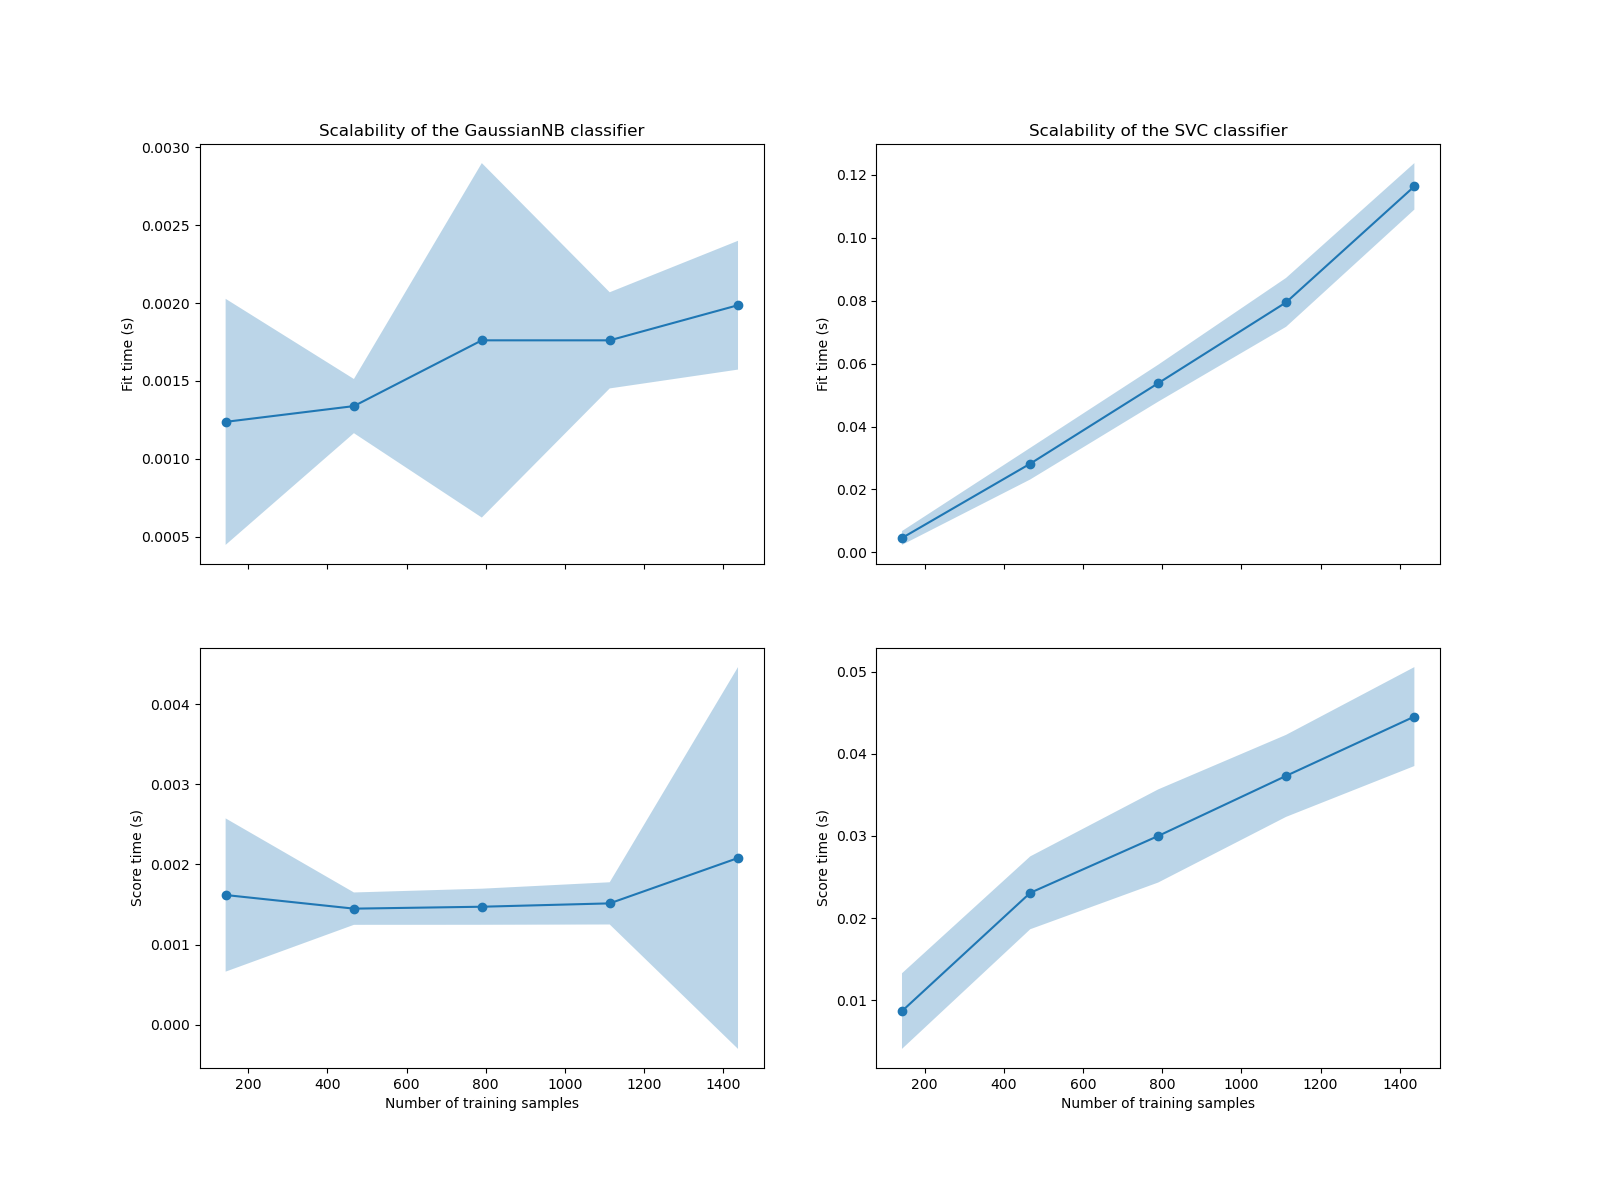 Scalability of the GaussianNB classifier
0.0030
0.0025
0.0020
0.0015
0.0010
0.0005
Fit time (s)
Scalability of the SVC classifier
0.12
0.10
0.08
0.06
0.04
0.02
0.00
Fit time (s)
0.004
0.003
0.002
0.001
0.000
Score time (s)
200 400 600 800 1000 1200 1400
Number of training samples
0.05
0.04
0.03
0.02
0.01
Score time (s)
200 400 600 800 1000 1200 1400
Number of training samples